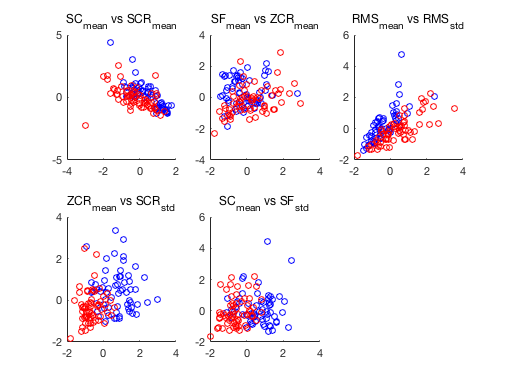 SC_mean vs SCR_mean
SF_mean vs ZCR_mean
RMS_mean vs RMS_std
5
0
-5
-4 -2 0 2
4
2
0
-2
-4
-2 0 2 4
6
4
2
0
-2
-2 0 2 4
ZCR_mean vs SCR_std
SC_mean vs SF_std
4
2
0
-2
-2 0 2 4
6
4
2
0
-2
-2 0 2 4